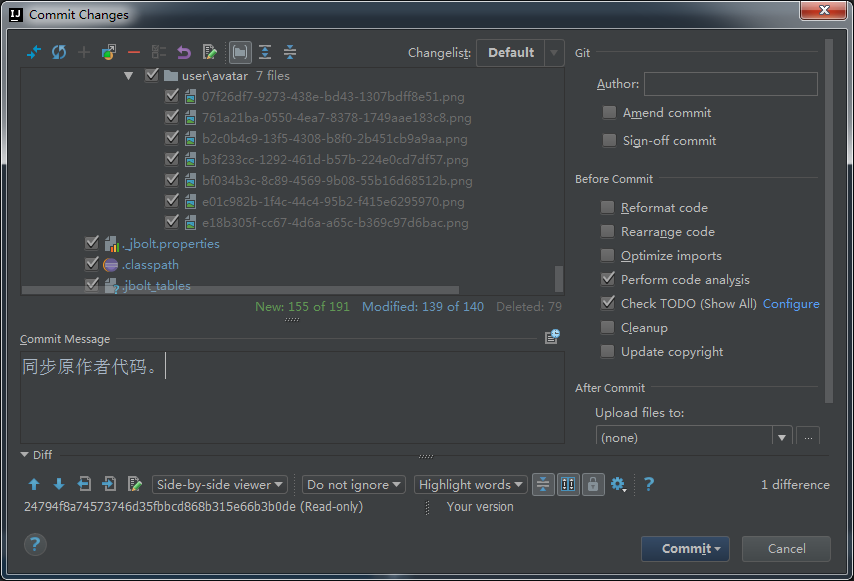 Commit Changes
Changelist: Default
user\avatar 7 files
07f26df7-9273-438e-bd43-1307bdff8e51.png
761a21ba-0550-4ea7-8378-1749aae183c8.png
b2c0b4c9-13f5-4308-b8f0-2b451cb9a9aa.png
b3f233cc-1292-461d-b57b-224e0cd7df57.png
bf034b3c-8c89-4569-9b08-55b16d68512b.png
e01c982b-1f4c-44c4-95b2-f415e6295970.png
e18b305f-cc67-4d6a-a65c-b369c97d6bac.png
._jbolt.properties
.classpath
.jbolt_tables
New: 155 of 191 Modified: 139 of 140 Deleted: 79
Commit Message
同步原作者代码。
Git
Author:
Amend commit
Sign-off commit
Before Commit
Reformat code
Rearrange code
Optimize imports
Perform code analysis
Check TODO (Show All) Configure
Cleanup
Update copyright
After Commit
Upload files to:
(none) ...
Diff
Side-by-side viewer Do not ignore Highlight words ? 1 difference
24794f8a74573746d35fbbcd868b315e66b3b0de (Read-only) Your version
? Commit Cancel